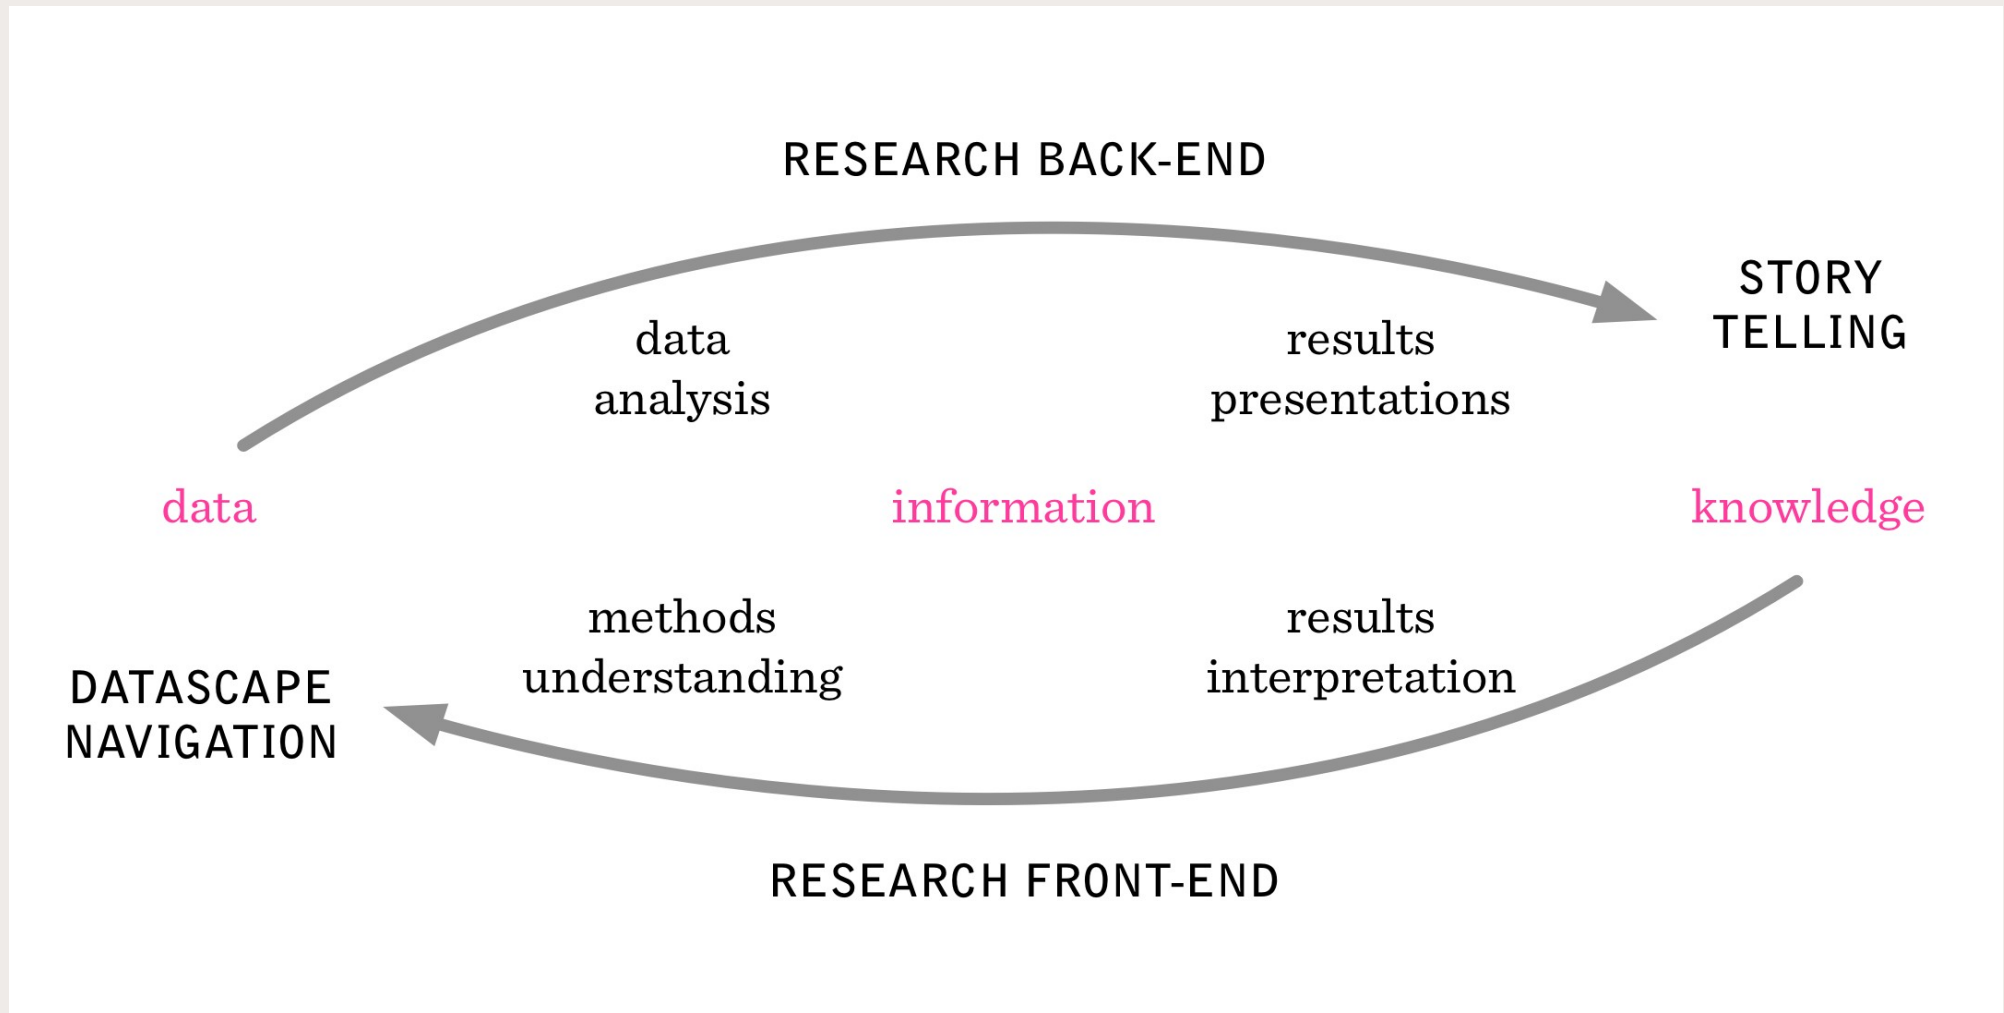 RESEARCH BACK-END
STORY
TELLING
data
analysis
results
presentations
data
information
knowledge
methods
understanding
results
interpretation
DATASCAPE
NAVIGATION
RESEARCH FRONT-END